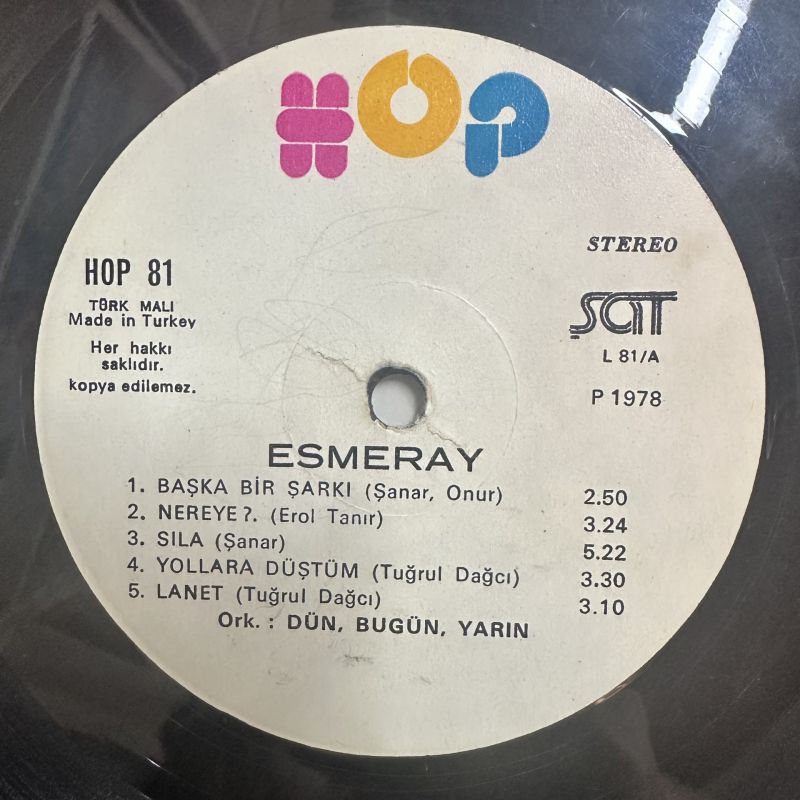 HOP
STEREO
HOP 81
TÜRK MALI
Made in Turkey
Her hakkı
saklıdır.
kopya edilemez.
ŞAT
L 81/A
P 1978
ESMERAY
1. BAŞKA BİR ŞARKI (Şanar, Onur) 2.50
2. NEREYE?. (Erol Tanır) 3.24
3. SILA (Şanar) 5.22
4. YOLLARA DÜŞTÜM (Tuğrul Dağcı) 3.30
5. LANET (Tuğrul Dağcı) 3.10
Ork. : DÜN, BUGÜN, YARIN